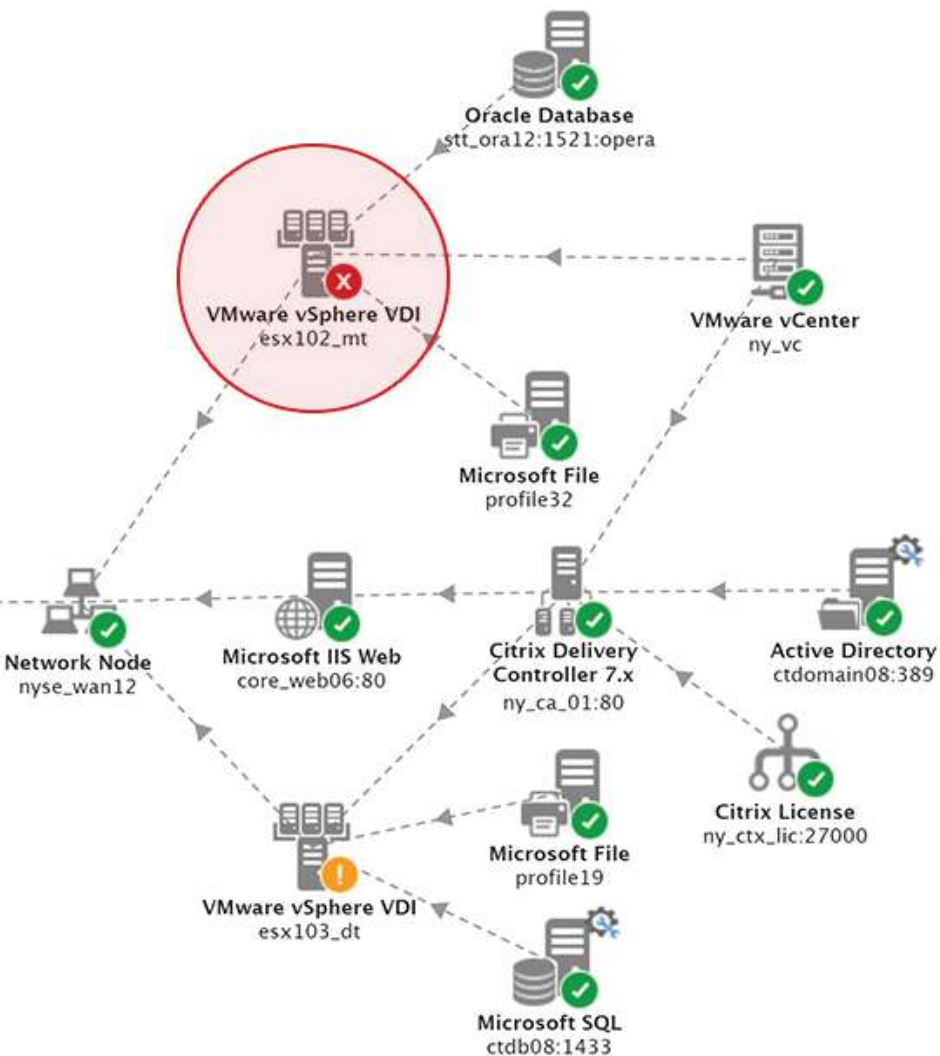 Oracle Database
stt_ora12:1521:opera
VMware vSphere VDI
esx102_mt
VMware vCenter
ny_vc
Microsoft File
profile32
Network Node
nyse_wan12
Microsoft IIS Web
core_web06:80
Citrix Delivery
Controller 7.x
ny_ca_01:80
Active Directory
ctdomain08:389
Citrix License
ny_ctx_lic:27000
Microsoft File
profile19
VMware vSphere VDI
esx103_dt
Microsoft SQL
ctdb08:1433